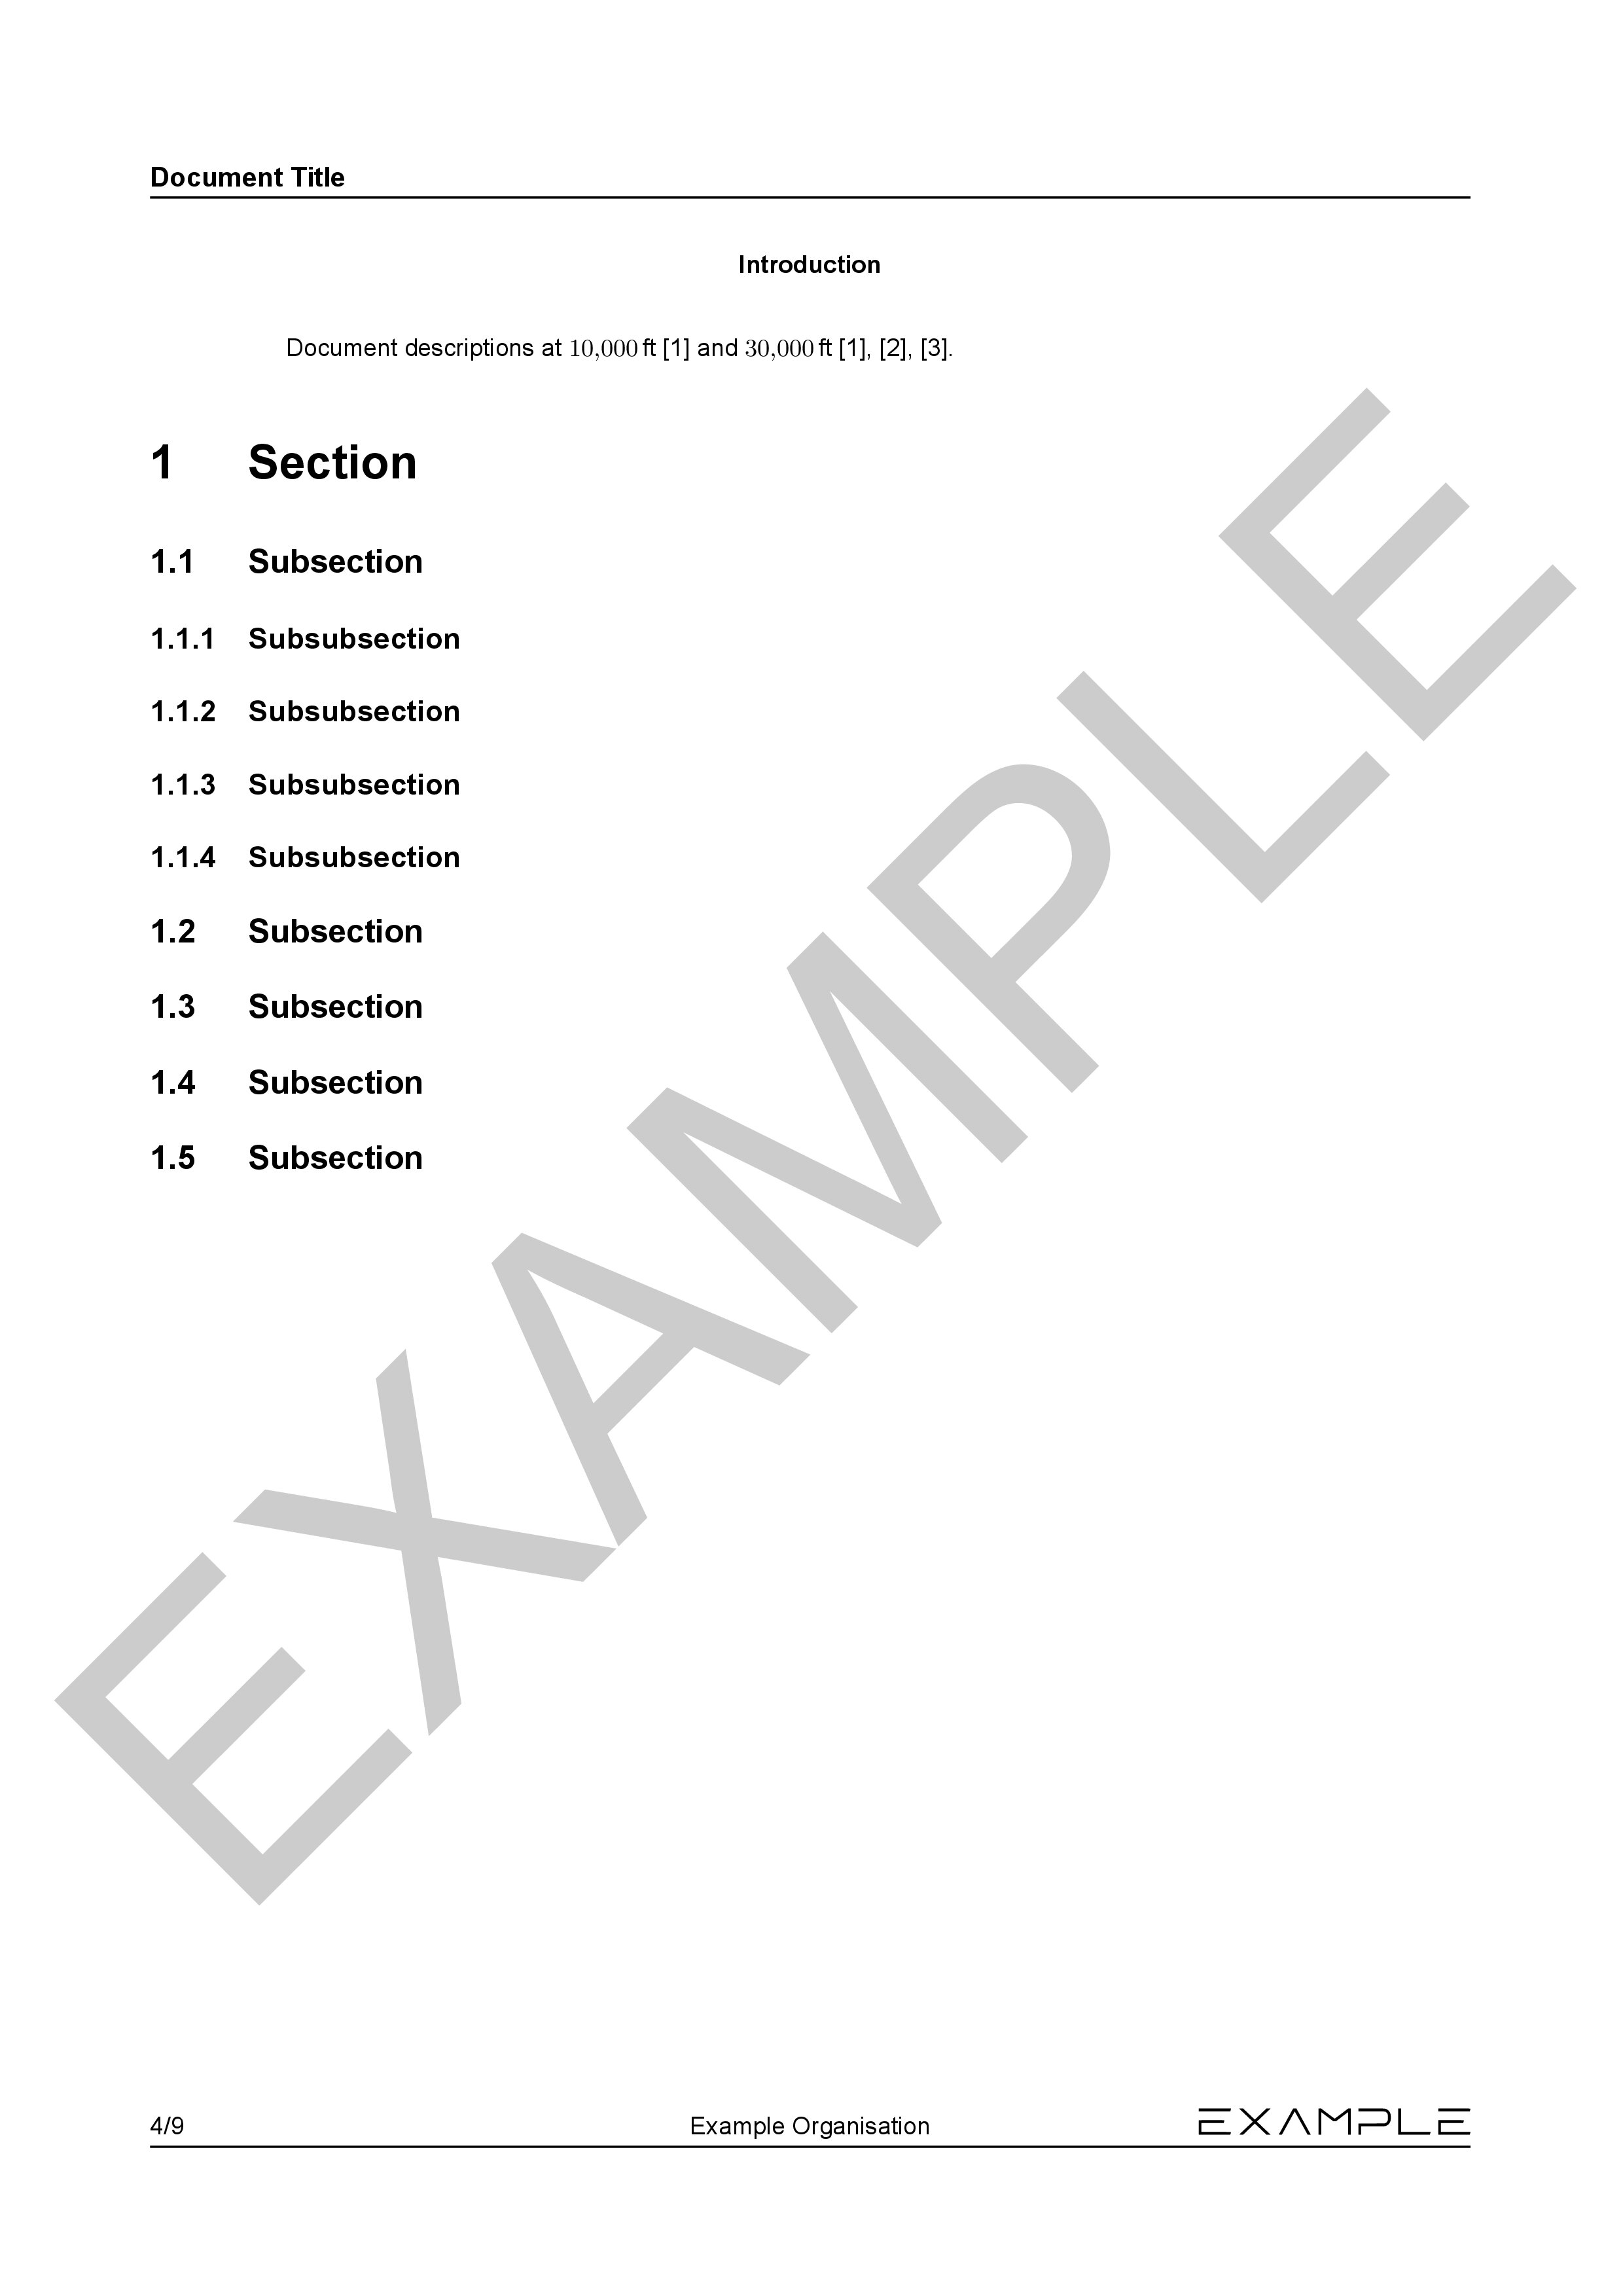 Document Title
Introduction
Document descriptions at 10,000 ft [1] and 30,000 ft [1], [2], [3].
1 Section
1.1 Subsection
1.1.1 Subsubsection
1.1.2 Subsubsection
1.1.3 Subsubsection
1.1.4 Subsubsection
1.2 Subsection
1.3 Subsection
1.4 Subsection
1.5 Subsection
EXAMPLE
4/9 Example Organisation EXAMPLE